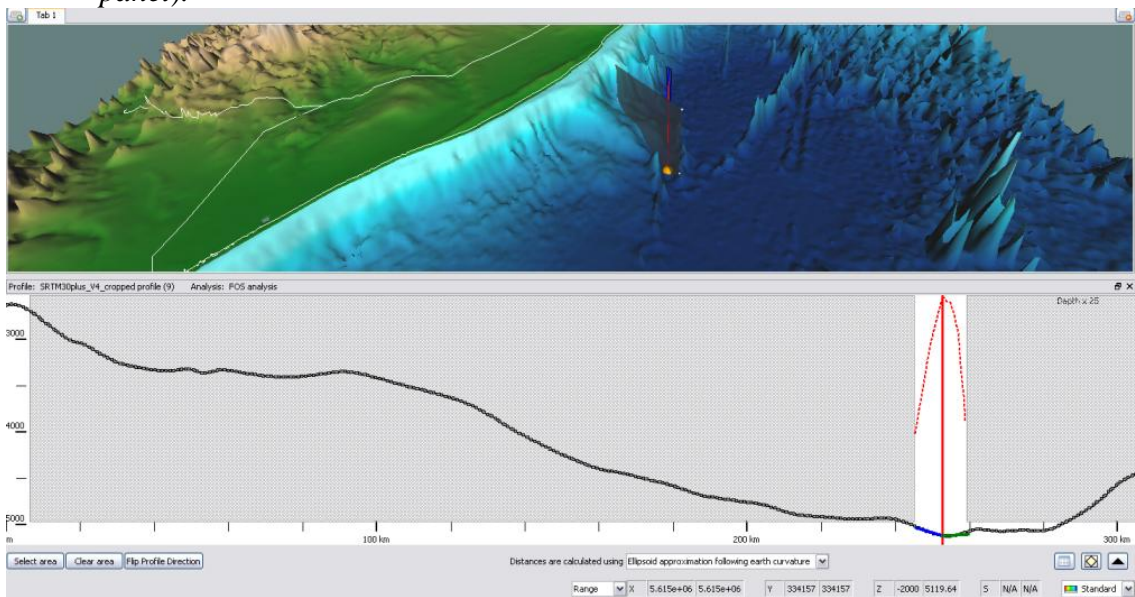 panel).
Tab 1
Profile: SRTM30plus_V4_cropped profile (9) Analysis: FOS analysis
Depth x 25
3000
4000
5000
m 100 km 200 km 300 km
Select area Clear area Flip Profile Direction Distances are calculated using Ellipsoid approximation following earth curvature
Range X 5.615e+06 5.615e+06 Y 334157 334157 Z -2000 5119.64 S N/A N/A Standard